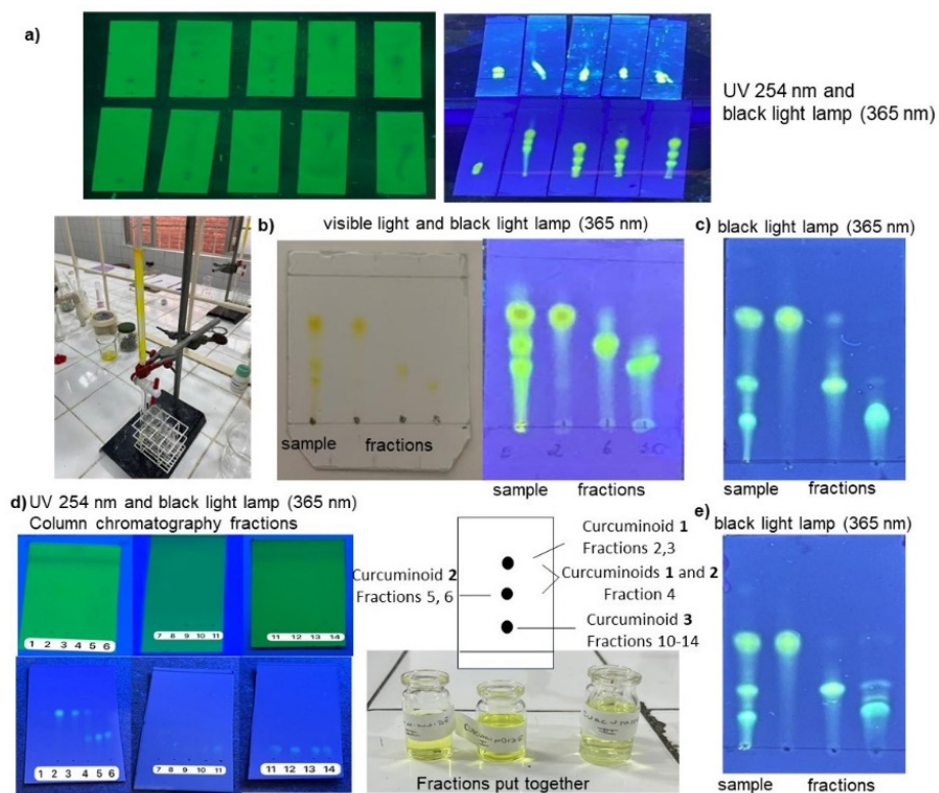 a)
UV 254 nm and
black light lamp (365 nm)
b)
visible light and black light lamp (365 nm)
sample
fractions
2
6
sample
fractions
c)
black light lamp (365 nm)
sample
fractions
d) UV 254 nm and black light lamp (365 nm)
Column chromatography fractions
1 2 3 4 5 6
7 8 9 10 11
11 12 13 14
1 2 3 4 5 6
7 8 9 10 11
11 12 13 14
Curcuminoid 1
Fractions 2,3
Curcuminoid 2
Fractions 5, 6
Curcuminoids 1 and 2
Fraction 4
Curcuminoid 3
Fractions 10-14
Fractions put together
e)
black light lamp (365 nm)
sample
fractions